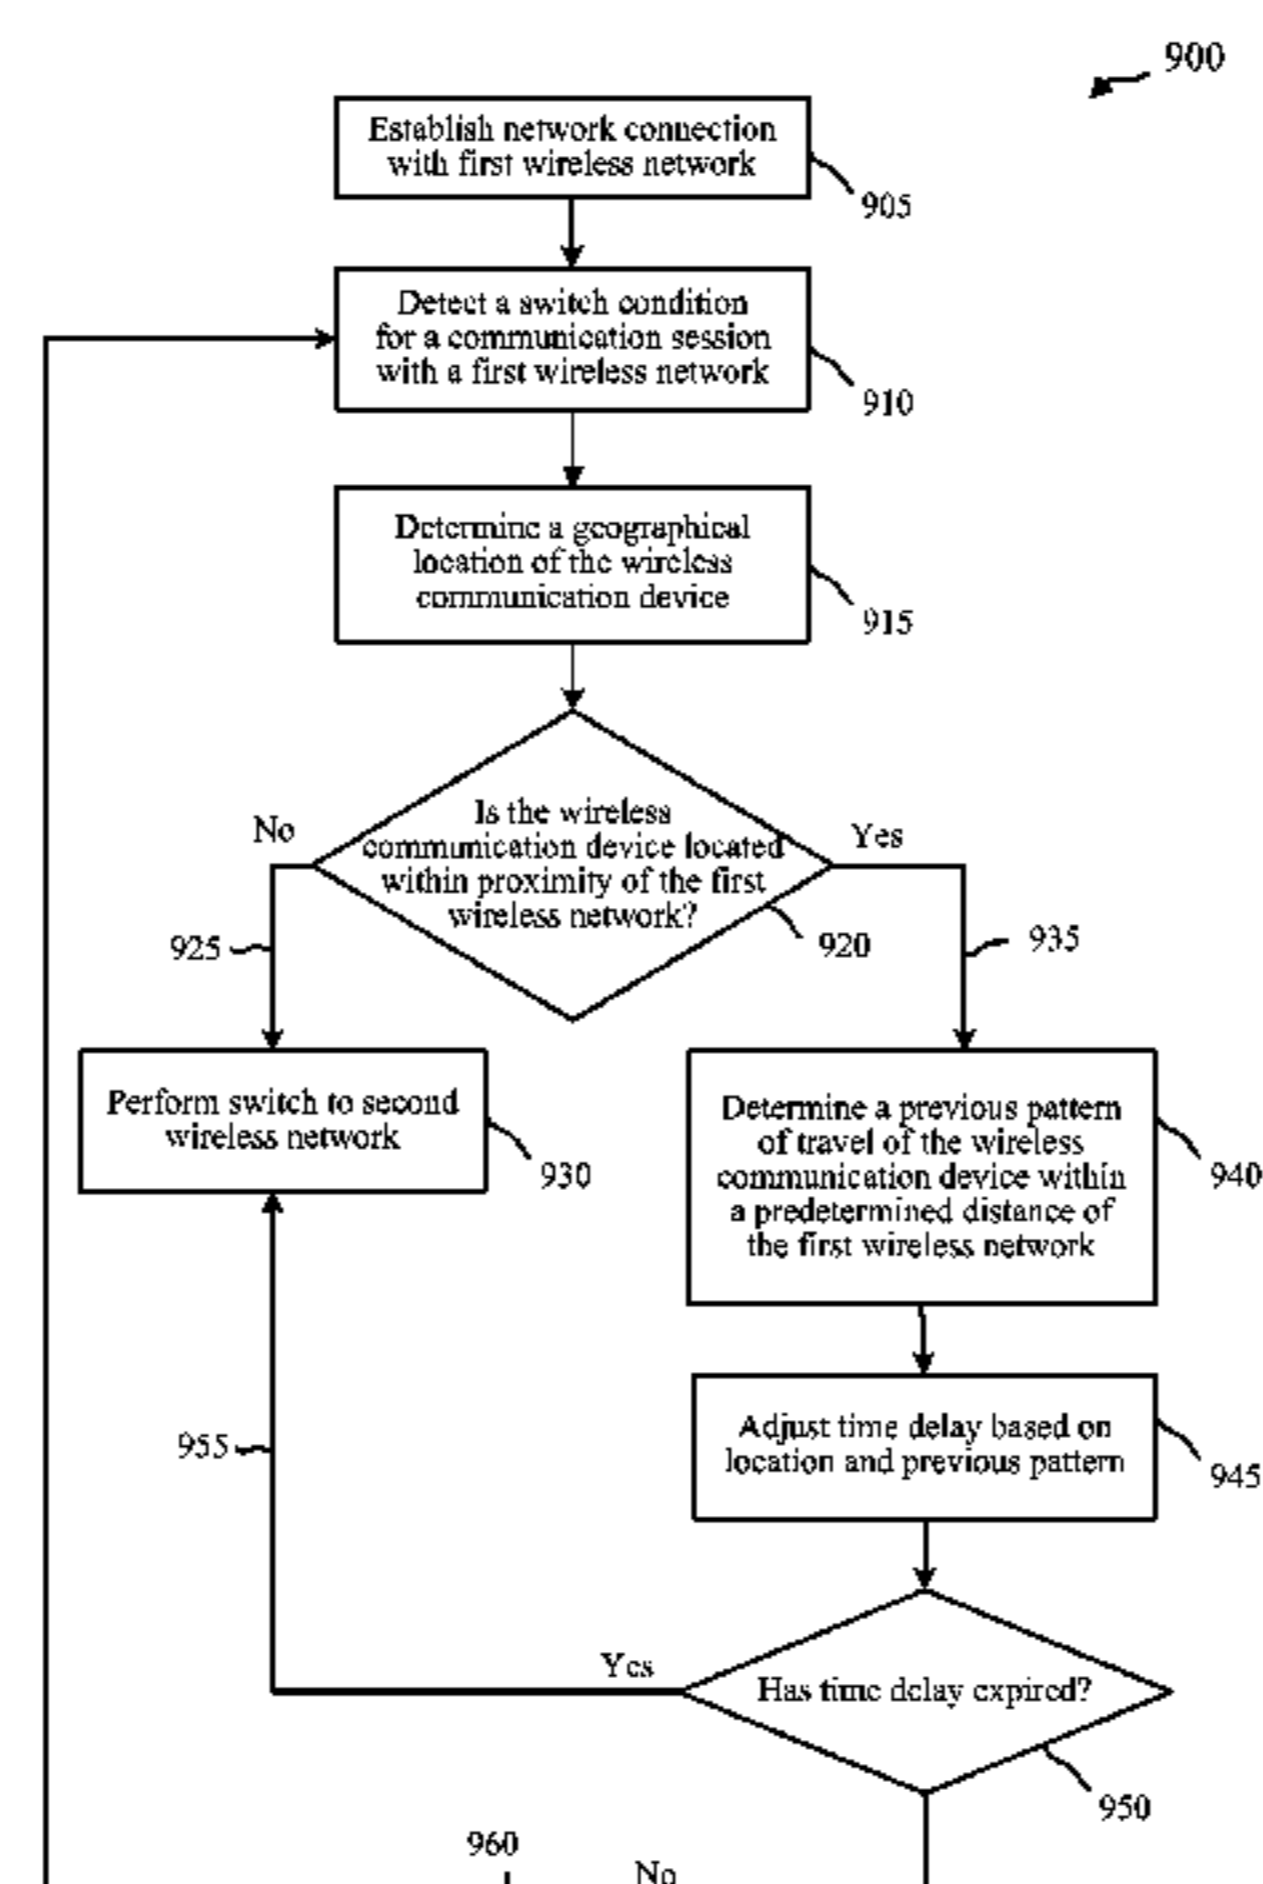 900
Establish network connection
with first wireless network
905
Detect a switch condition
for a communication session
with a first wireless network
910
Determine a geographical
location of the wireless
communication device
915
Is the wireless
communication device located
within proximity of the first
wireless network?
920
No
925
Yes
935
Perform switch to second
wireless network
930
Determine a previous pattern
of travel of the wireless
communication device within
a predetermined distance of
the first wireless network
940
Adjust time delay based on
location and previous pattern
945
955
Yes
Has time delay expired?
950
960
No